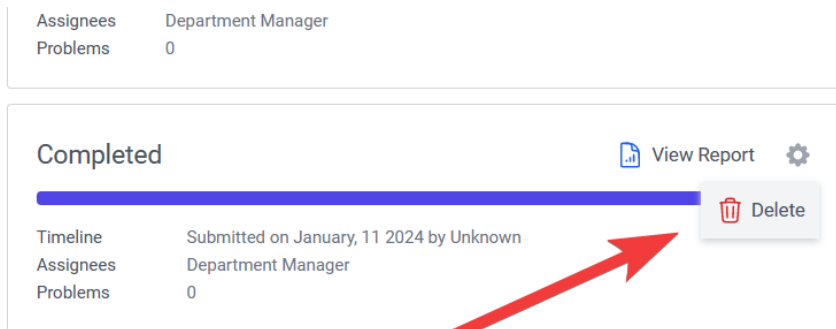 Assignees Department Manager
Problems 0
Completed View Report
Delete
Timeline Submitted on January, 11 2024 by Unknown
Assignees Department Manager
Problems 0